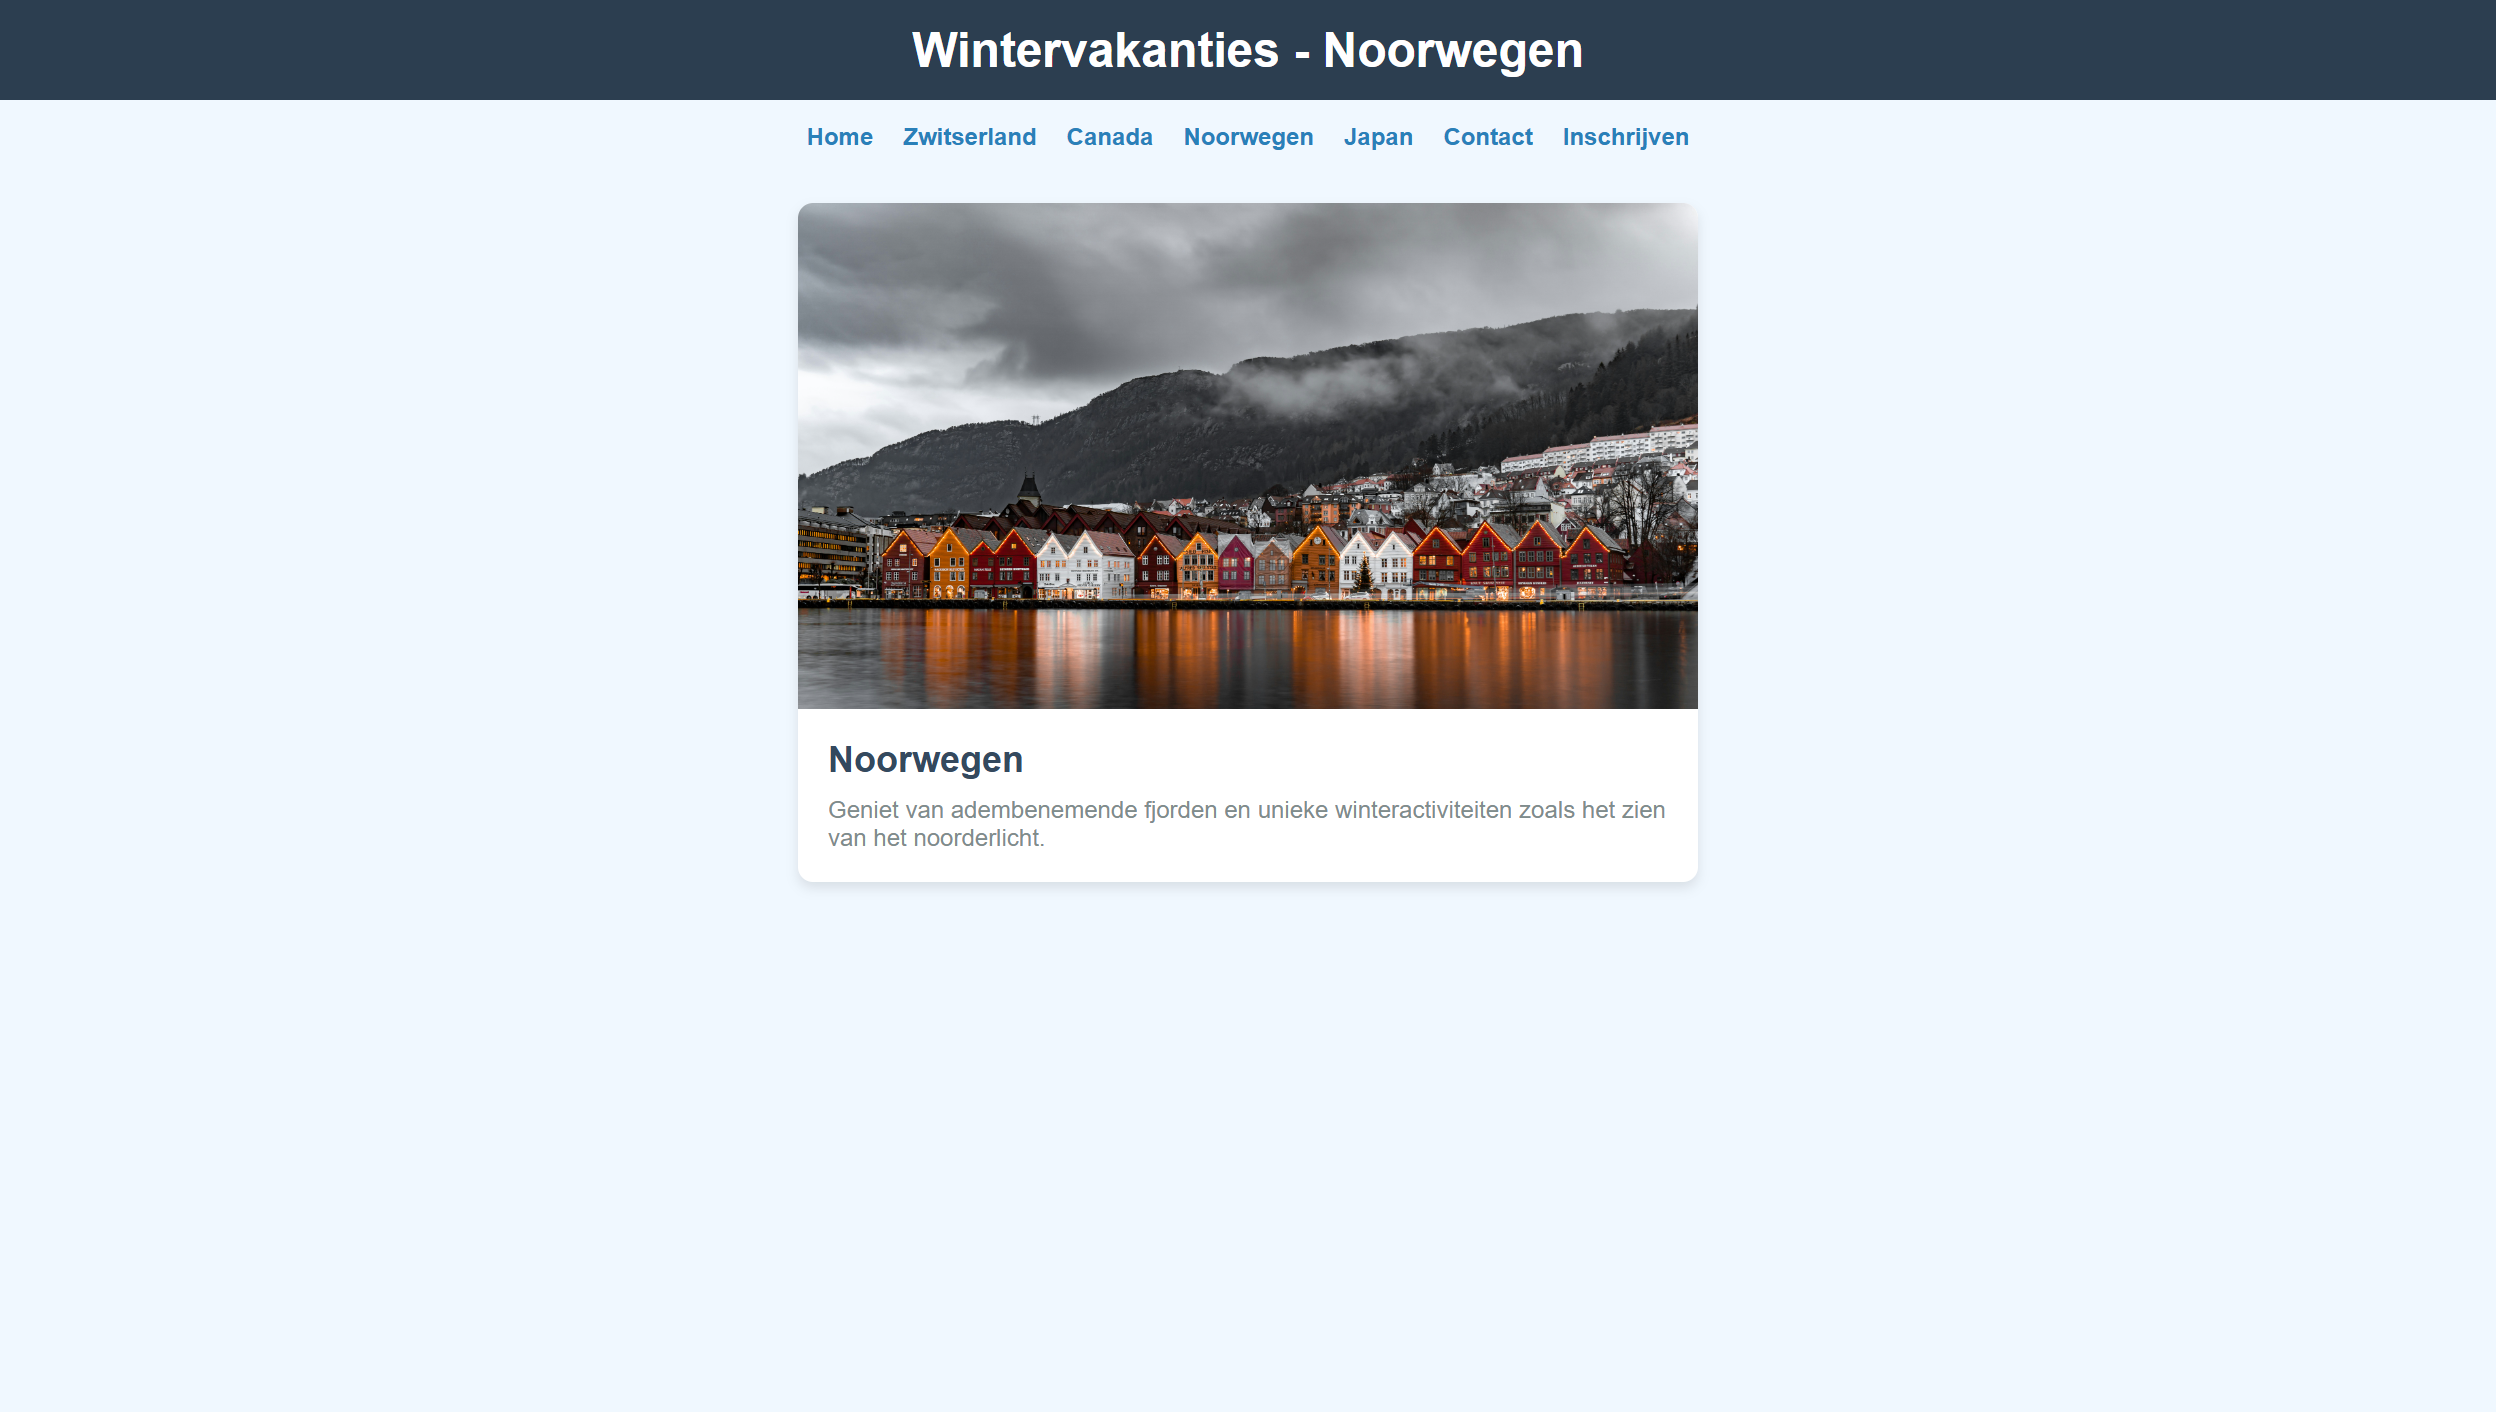 Wintervakanties - Noorwegen
Home Zwitserland Canada Noorwegen Japan Contact Inschrijven
Noorwegen
Geniet van adembenemende fjorden en unieke winteractiviteiten zoals het zien
van het noorderlicht.